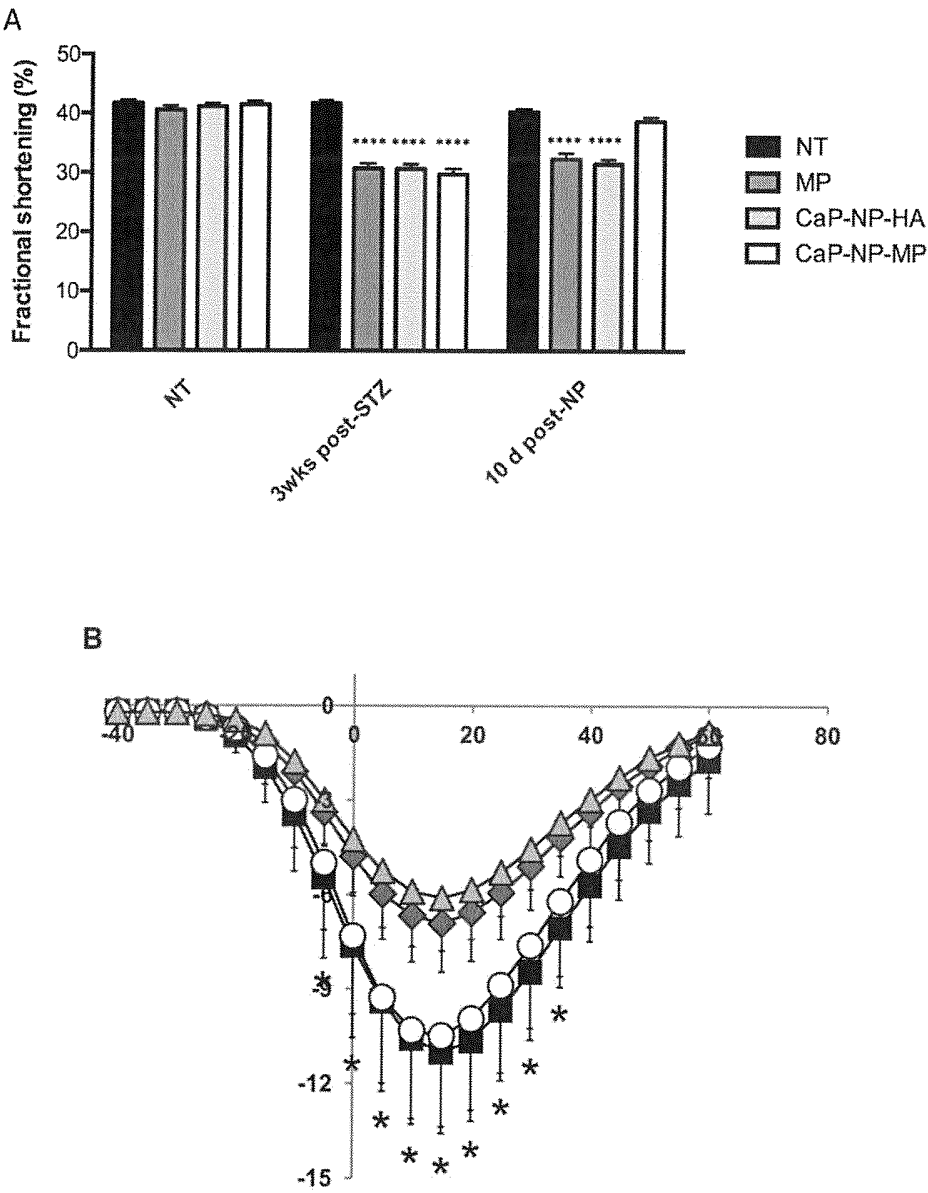 A
Fractional shortening (%)
50
40
30
20
10
0
**** **** ****
**** ****
NT
3wks post-STZ
10 d post-NP
NT
MP
CaP-NP-HA
CaP-NP-MP
B
0
-40 -20 0 20 40 60 80
-3
-6
-9
-12
-15
* * * * * * * * *